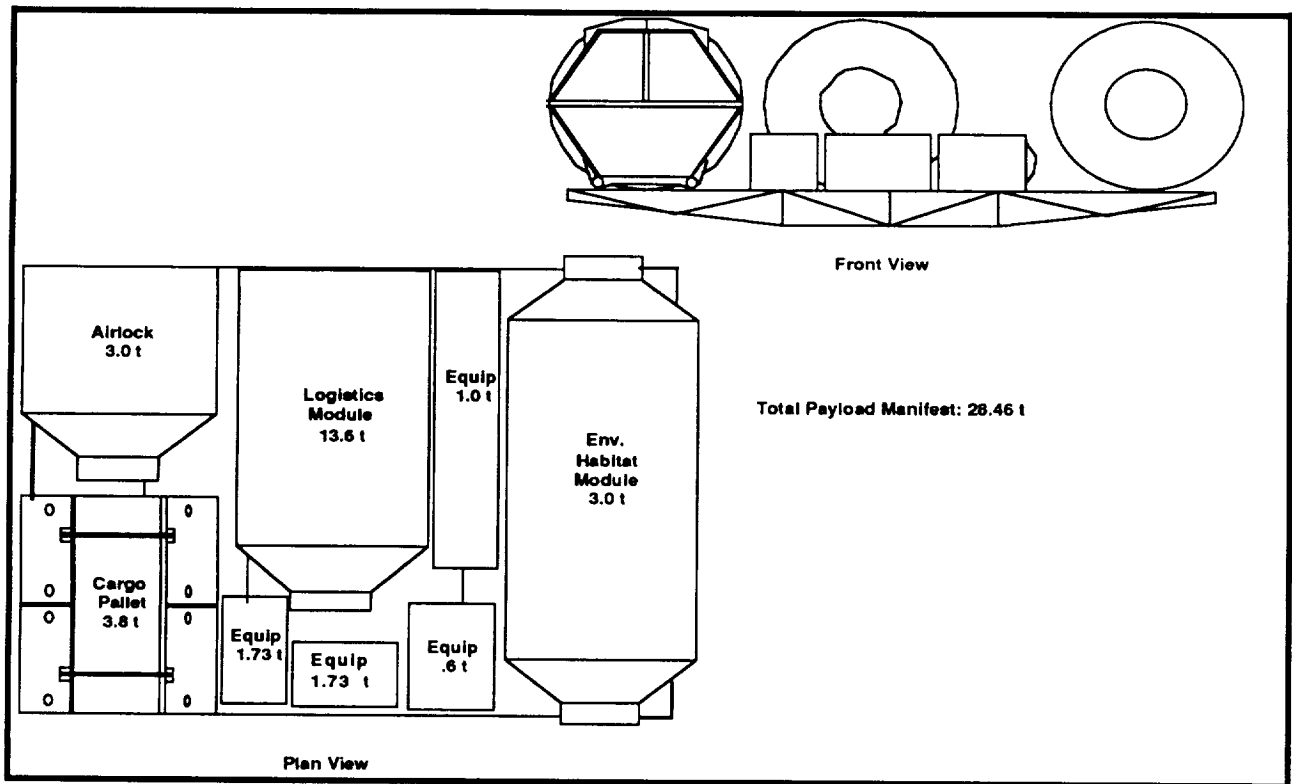 Front View
Airlock
3.0 t
Logistics
Module
13.6 t
Equip
1.0 t
Env.
Habitat
Module
3.0 t
Total Payload Manifest: 28.46 t
Cargo
Pallet
3.8 t
Equip
1.73 t
Equip
1.73 t
Equip
.6 t
Plan View